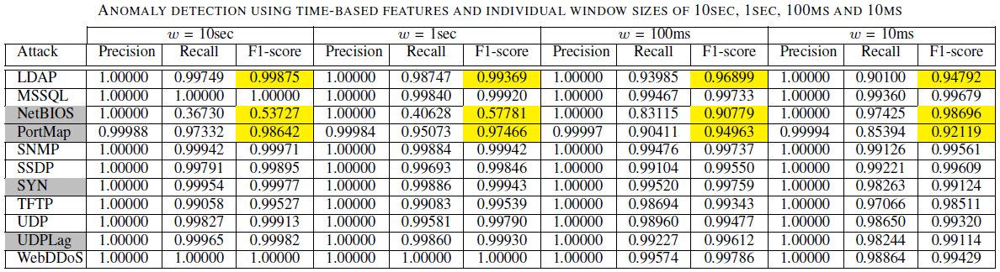 ANOMALY DETECTION USING TIME-BASED FEATURES AND INDIVIDUAL WINDOW SIZES OF 10SEC, 1SEC, 100MS AND 10MS
w = 10sec w = 1sec w = 100ms w = 10ms
Attack Precision Recall F1-score Precision Recall F1-score Precision Recall F1-score Precision Recall F1-score
LDAP 1.00000 0.99749 0.99875 1.00000 0.98747 0.99369 1.00000 0.93985 0.96899 1.00000 0.90100 0.94792
MSSQL 1.00000 1.00000 1.00000 1.00000 0.99840 0.99920 1.00000 0.99467 0.99733 1.00000 0.99360 0.99679
NetBIOS 1.00000 0.36730 0.53727 1.00000 0.40628 0.57781 1.00000 0.83115 0.90779 1.00000 0.97425 0.98696
PortMap 0.99988 0.97332 0.98642 0.99984 0.95073 0.97466 0.99997 0.90411 0.94963 0.99994 0.85394 0.92119
SNMP 1.00000 0.99942 0.99971 1.00000 0.99884 0.99942 1.00000 0.99476 0.99737 1.00000 0.99126 0.99561
SSDP 1.00000 0.99791 0.99895 1.00000 0.99693 0.99846 1.00000 0.99104 0.99550 1.00000 0.99221 0.99609
SYN 1.00000 0.99954 0.99977 1.00000 0.99886 0.99943 1.00000 0.99520 0.99759 1.00000 0.98263 0.99124
TFTP 1.00000 0.99058 0.99527 1.00000 0.99083 0.99539 1.00000 0.98694 0.99343 1.00000 0.97066 0.98511
UDP 1.00000 0.99827 0.99913 1.00000 0.99581 0.99790 1.00000 0.98960 0.99477 1.00000 0.98650 0.99320
UDPLag 1.00000 0.99965 0.99982 1.00000 0.99860 0.99930 1.00000 0.99227 0.99612 1.00000 0.98244 0.99114
WebDDoS 1.00000 1.00000 1.00000 1.00000 1.00000 1.00000 1.00000 0.99574 0.99786 1.00000 0.98864 0.99429